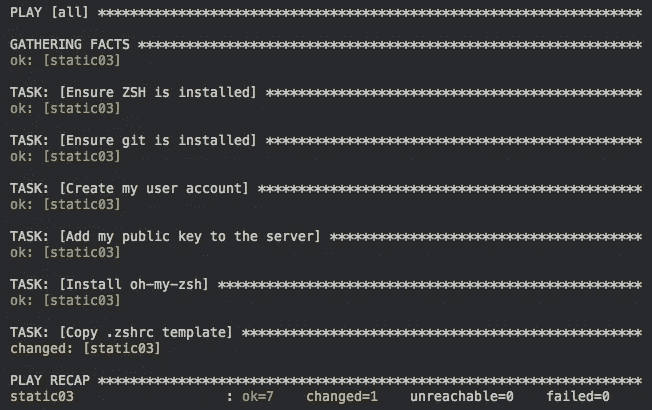 PLAY [all] *******************************************************************
GATHERING FACTS **************************************************************
ok: [static03]
TASK: [Ensure ZSH is installed] **********************************************
ok: [static03]
TASK: [Ensure git is installed] **********************************************
ok: [static03]
TASK: [Create my user account] ***********************************************
ok: [static03]
TASK: [Add my public key to the server] **************************************
ok: [static03]
TASK: [Install oh-my-zsh] ****************************************************
ok: [static03]
TASK: [Copy .zshrc template] *************************************************
changed: [static03]
PLAY RECAP *******************************************************************
static03                   : ok=7    changed=1    unreachable=0    failed=0